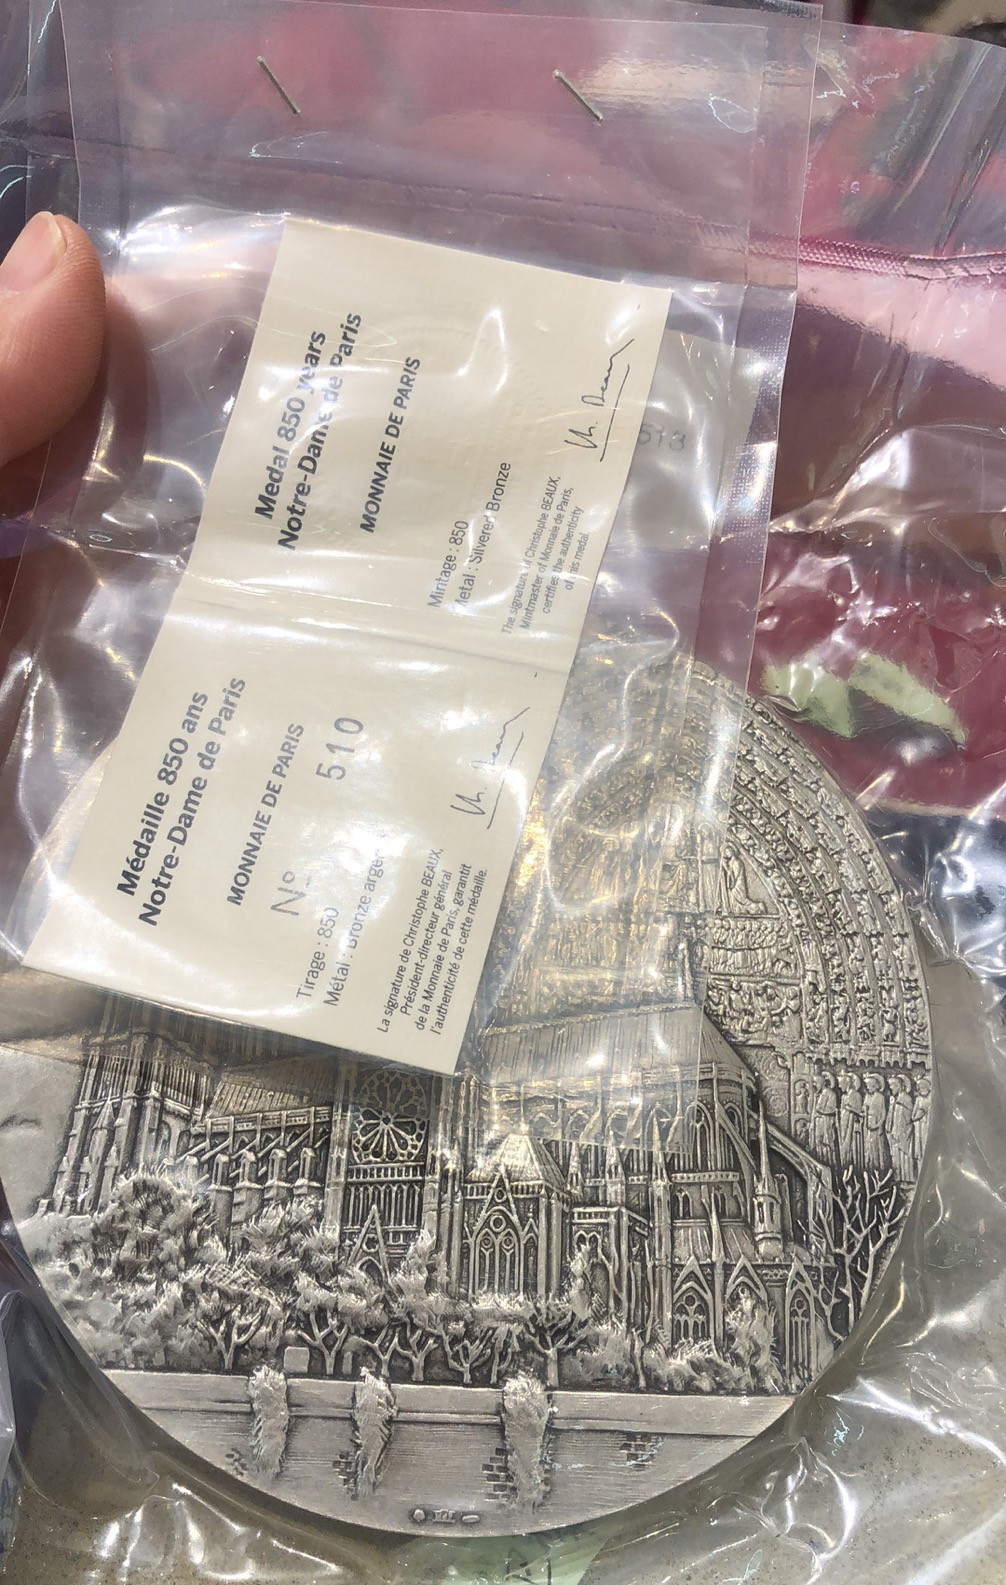 Médaille 850 ans
Notre-Dame de Paris
MONNAIE DE PARIS
N° 510
Tirage : 850
Métal : Bronze
La signature de Christophe BEAUX,
Président-directeur général
de la Monnaie de Paris, garantit
l'authenticité de cette médaille.
Medal 850 years
Notre-Dame de Paris
MONNAIE DE PARIS
Mintage : 850
Metal : Silvered Bronze
The signature of Christophe BEAUX,
Mintmaster of Monnaie de Paris,
certifies the authenticity
of this medal.